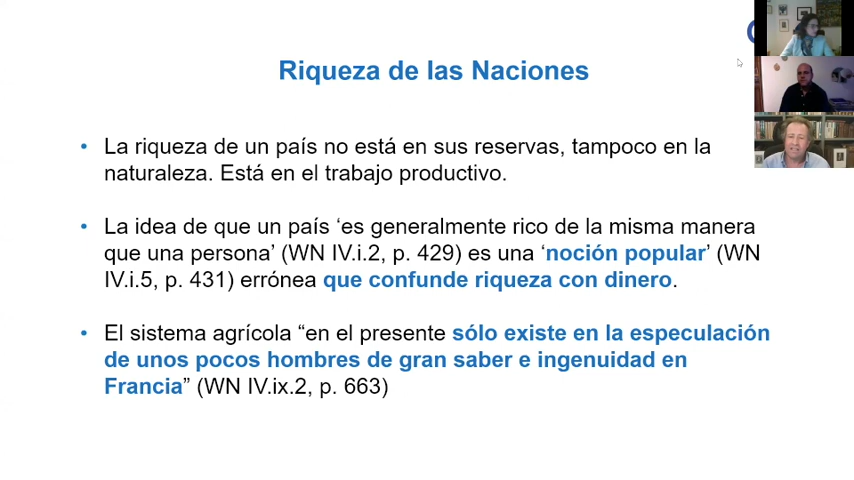 Riqueza de las Naciones
• La riqueza de un país no está en sus reservas, tampoco en la
naturaleza. Está en el trabajo productivo.
• La idea de que un país ‘es generalmente rico de la misma manera
que una persona’ (WN IV.i.2, p. 429) es una ‘noción popular’ (WN
IV.i.5, p. 431) errónea que confunde riqueza con dinero.
• El sistema agrícola “en el presente sólo existe en la especulación
de unos pocos hombres de gran saber e ingenuidad en
Francia” (WN IV.ix.2, p. 663)